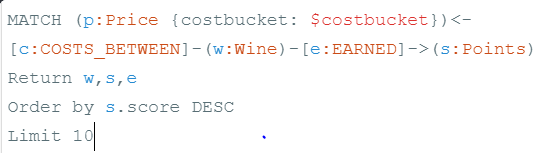 MATCH (p:Price {costbucket: $costbucket})<-
[c:COSTS_BETWEEN]-(w:Wine)-[e:EARNED]->(s:Points)
Return w,s,e
Order by s.score DESC
Limit 10